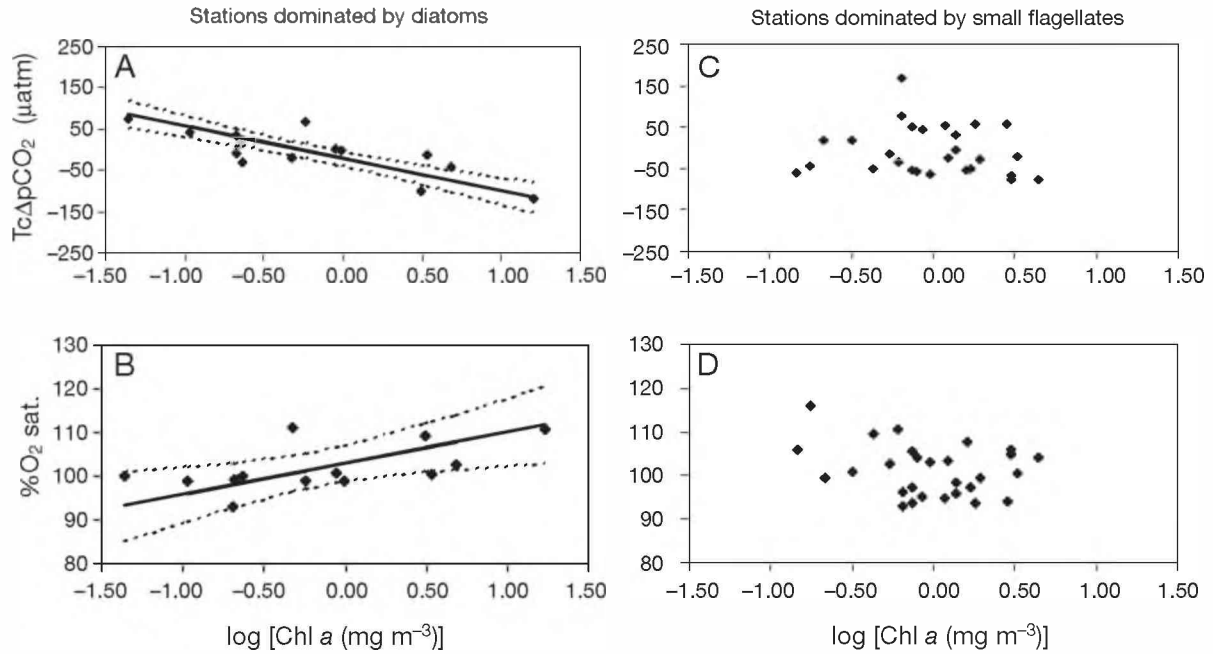 Stations dominated by diatoms
Stations dominated by small flagellates
A
250
150
50
−50
−150
−250
TcΔpCO₂ (µatm)
−1.50 −1.00 −0.50 0.00 0.50 1.00 1.50
C
250
150
50
−50
−150
−250
−1.50 −1.00 −0.50 0.00 0.50 1.00 1.50
B
130
120
110
100
90
80
%O₂ sat.
−1.50 −1.00 −0.50 0.00 0.50 1.00 1.50
log [Chl a (mg m⁻³)]
D
130
120
110
100
90
80
−1.50 −1.00 −0.50 0.00 0.50 1.00 1.50
log [Chl a (mg m⁻³)]